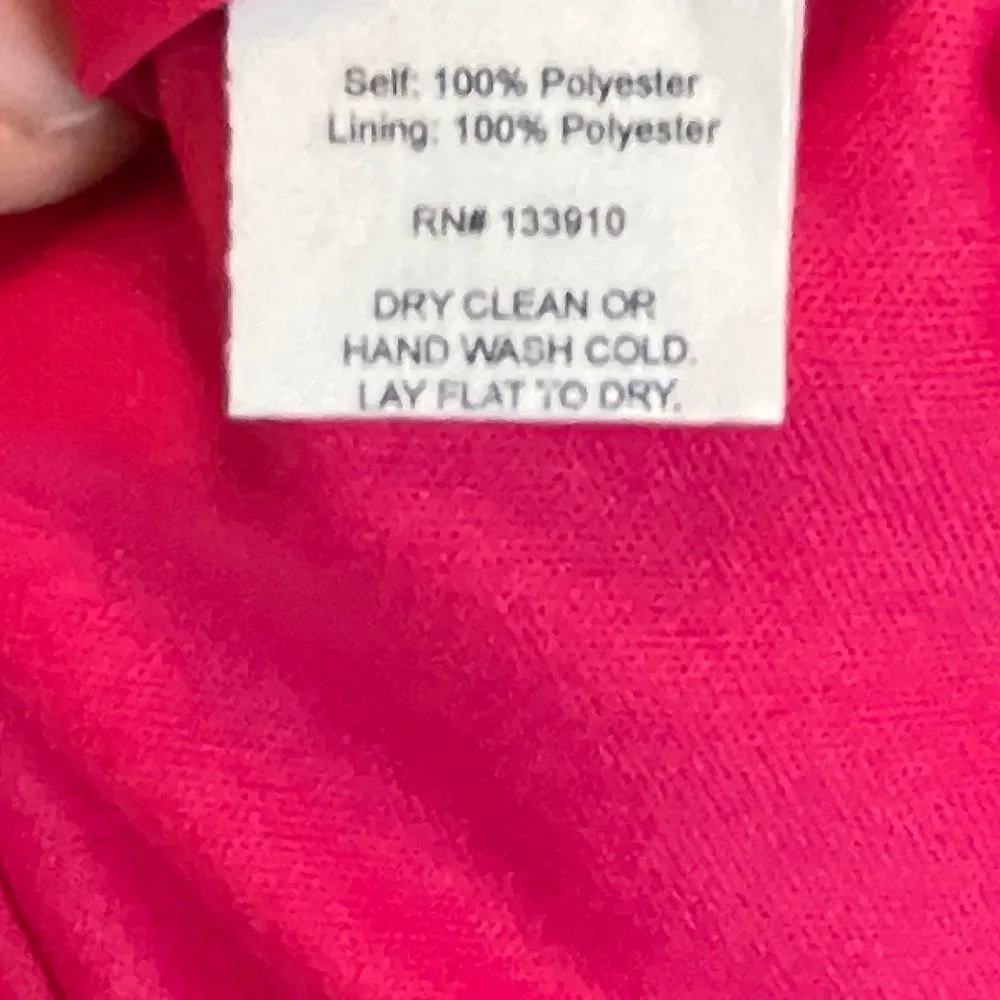 Self: 100% Polyester
Lining: 100% Polyester
RN# 133910
DRY CLEAN OR
HAND WASH COLD.
LAY FLAT TO DRY.